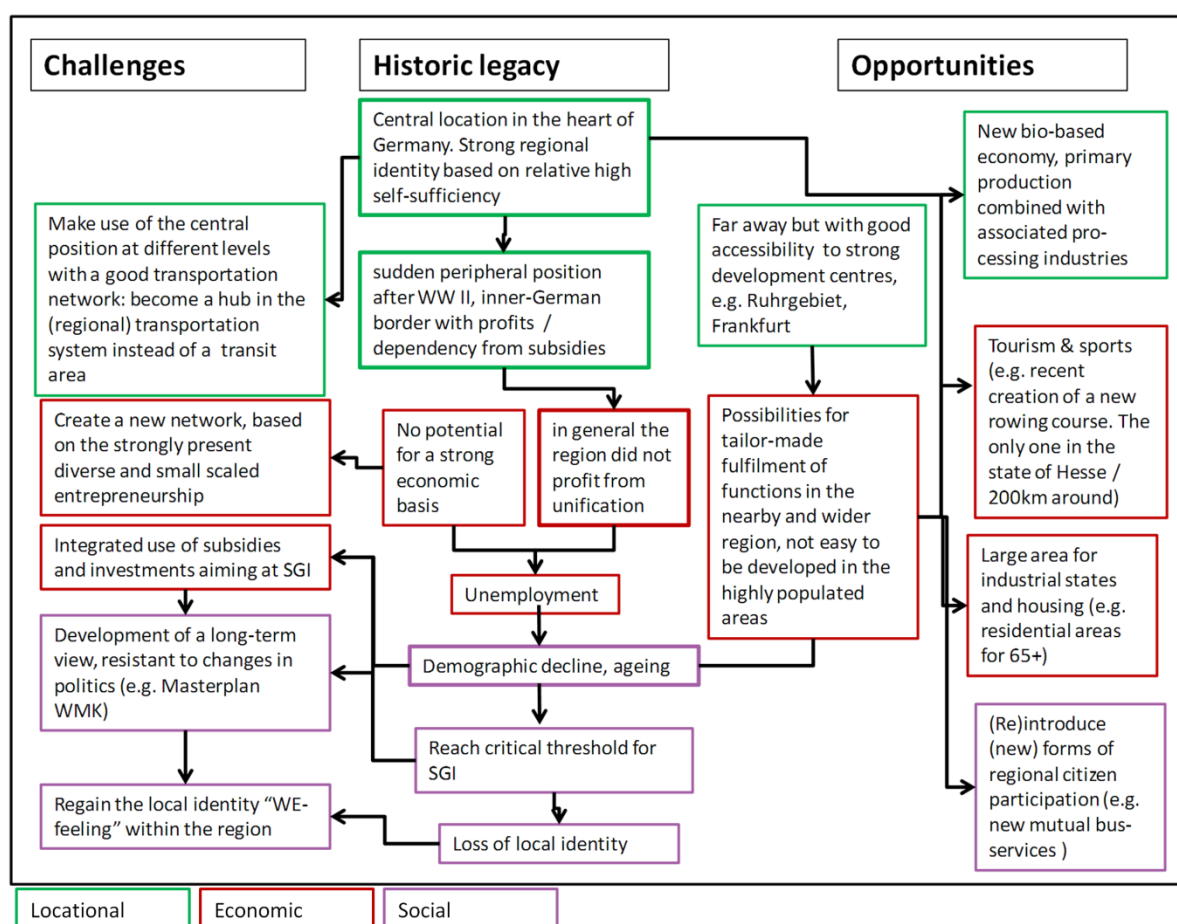 Challenges
Historic legacy
Opportunities
Central location in the heart of
Germany. Strong regional
identity based on relative high
self-sufficiency
New bio-based
economy, primary
production
combined with
associated pro-
cessing industries
Make use of the central
position at different levels
with a good transportation
network: become a hub in the
(regional) transportation
system instead of a transit
area
sudden peripheral position
after WW II, inner-German
border with profits /
dependency from subsidies
Far away but with good
accessibility to strong
development centres,
e.g. Ruhrgebiet,
Frankfurt
Tourism & sports
(e.g. recent
creation of a new
rowing course. The
only one in the
state of Hesse /
200km around)
Create a new network, based
on the strongly present
diverse and small scaled
entrepreneurship
No potential
for a strong
economic
basis
in general the
region did not
profit from
unification
Possibilities for
tailor-made
fulfilment of
functions in the
nearby and wider
region, not easy to
be developed in the
highly populated
areas
Integrated use of subsidies
and investments aiming at SGI
Unemployment
Large area for
industrial states
and housing (e.g.
residential areas
for 65+)
Development of a long-term
view, resistant to changes in
politics (e.g. Masterplan
WMK)
Demographic decline, ageing
Reach critical threshold for
SGI
(Re)introduce
(new) forms of
regional citizen
participation (e.g.
new mutual bus-
services )
Regain the local identity “WE-
feeling” within the region
Loss of local identity
Locational
Economic
Social